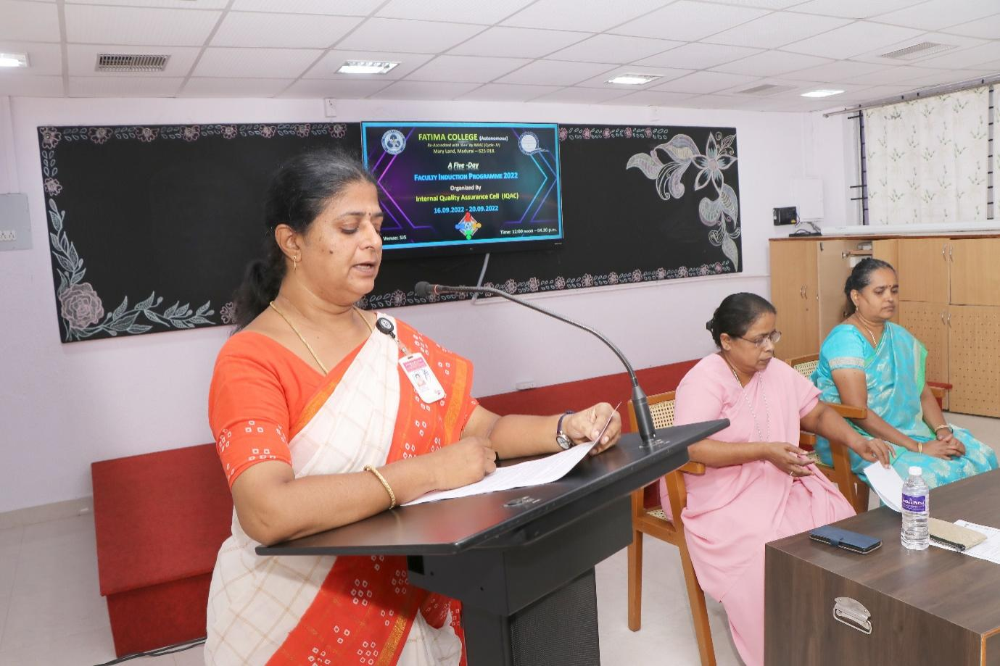 FATIMA COLLEGE (Autonomous)
Re-Accredited with 'A++' by NAAC (Cycle- IV)
Mary Land, Madurai – 625 018.
A Five -Day
FACULTY INDUCTION PROGRAMME 2022
Organized By
Internal Quality Assurance Cell (IQAC)
16.09.2022 - 20.09.2022
Venue: SJS
Time: 12:00 noon – 04.30 p.m.